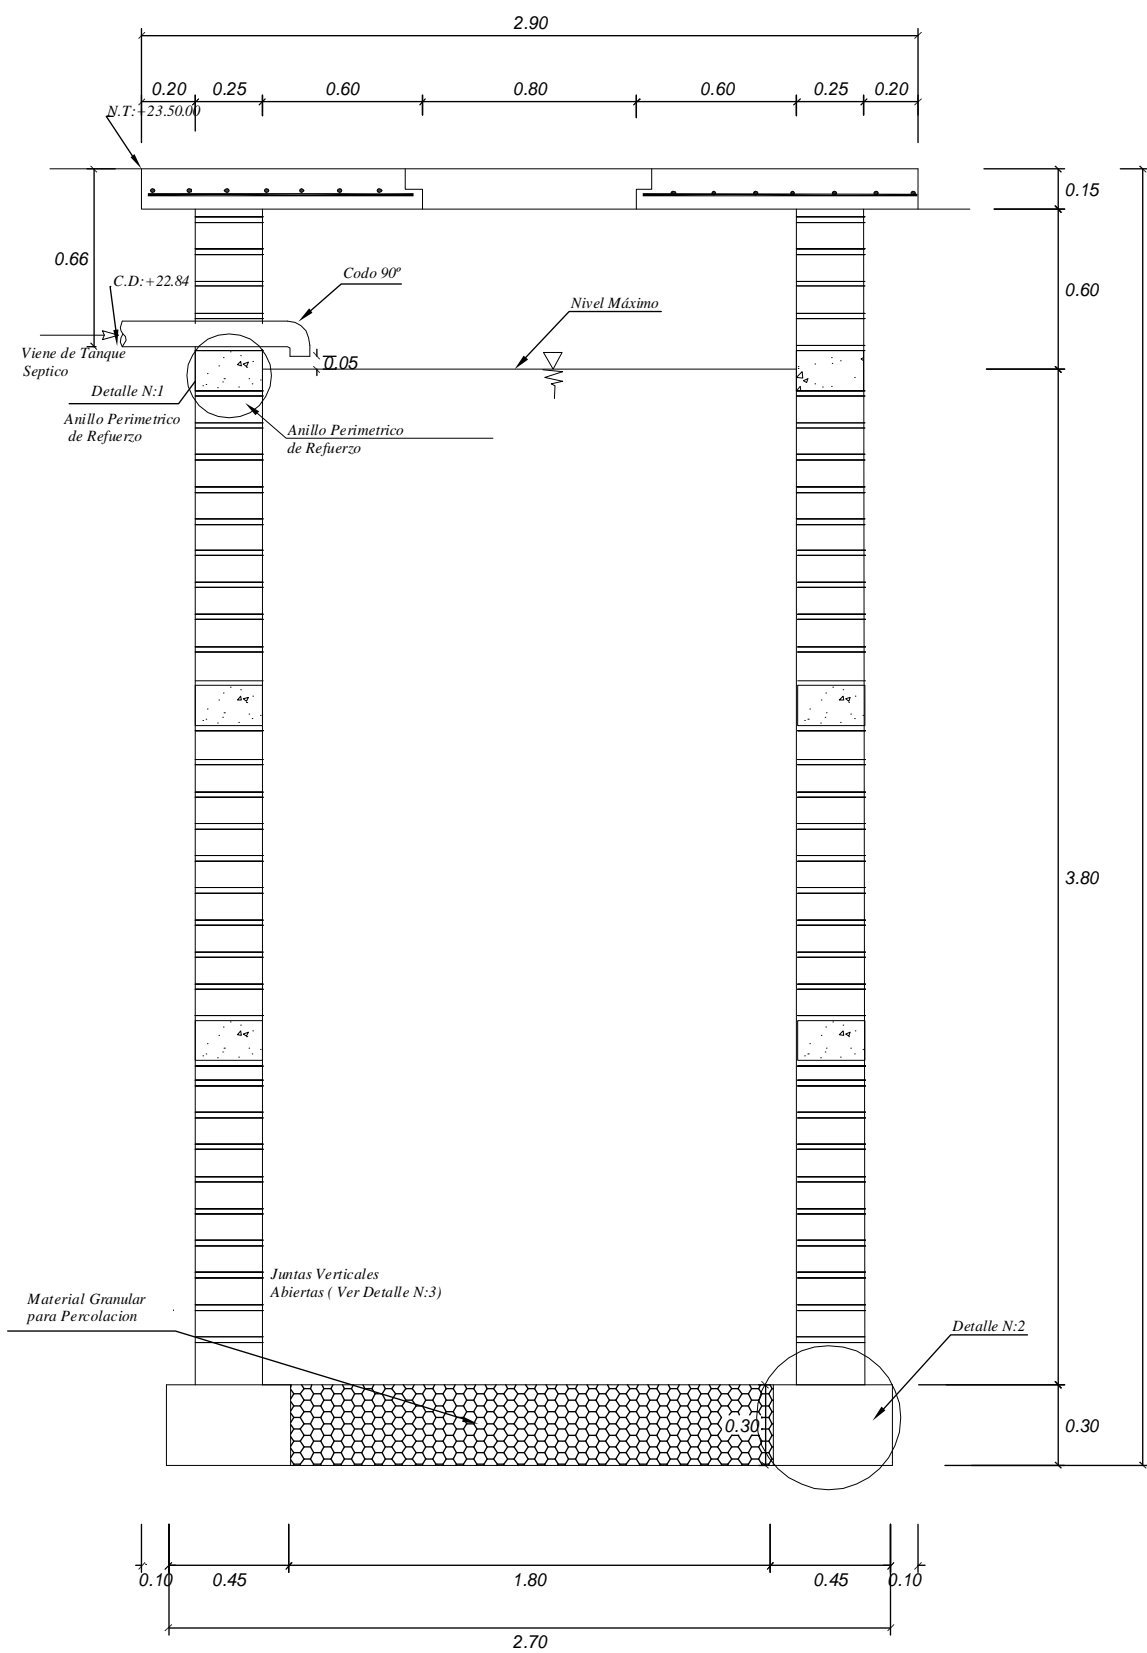 2.90
0.20 0.25 0.60 0.80 0.60 0.25 0.20
N.T:+23.50.00
0.15
0.66
C.D:+22.84
Codo 90º
0.60
Nivel Máximo
Viene de Tanque
Septico
0.05
Detalle N:1
Anillo Perimetrico
de Refuerzo
Anillo Perimetrico
de Refuerzo
3.80
Juntas Verticales
Abiertas ( Ver Detalle N:3)
Material Granular
para Percolacion
Detalle N:2
0.30
0.30
0.10 0.45 1.80 0.45 0.10
2.70